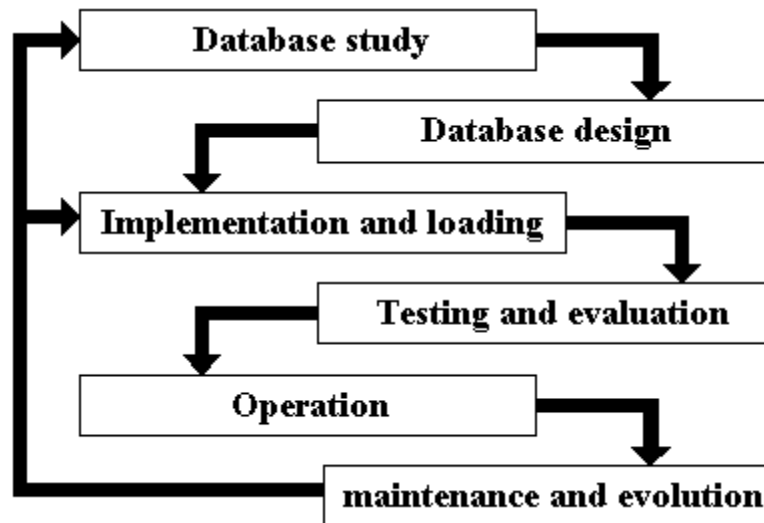 Database study
Database design
Implementation and loading
Testing and evaluation
Operation
maintenance and evolution